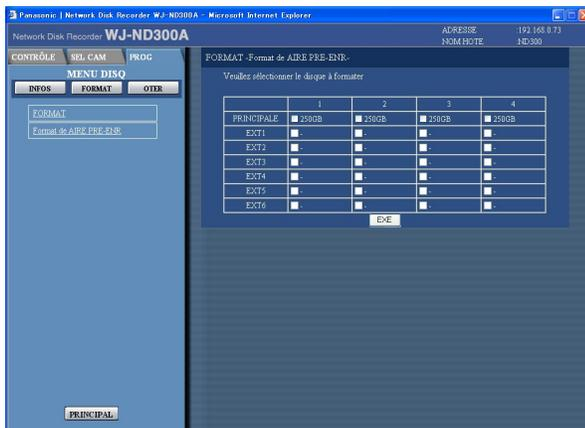 Panasonic | Network Disk Recorder WJ-ND300A - Microsoft Internet Explorer
Network Disk Recorder WJ-ND300A
ADRESSE :192.168.0.73
NOM HOTE :ND300
CONTRÔLE SEL CAM PROG
MENU DISQ
INFOS FORMAT OTER
FORMAT
Format de AIRE PRE-ENR
FORMAT -Format de AIRE PRE-ENR-
Veuillez sélectionner le disque à formater
1 2 3 4
PRINCIPALE 250GB 250GB 250GB 250GB
EXT1 - - - -
EXT2 - - - -
EXT3 - - - -
EXT4 - - - -
EXT5 - - - -
EXT6 - - - -
EXE
PRINCIPAL